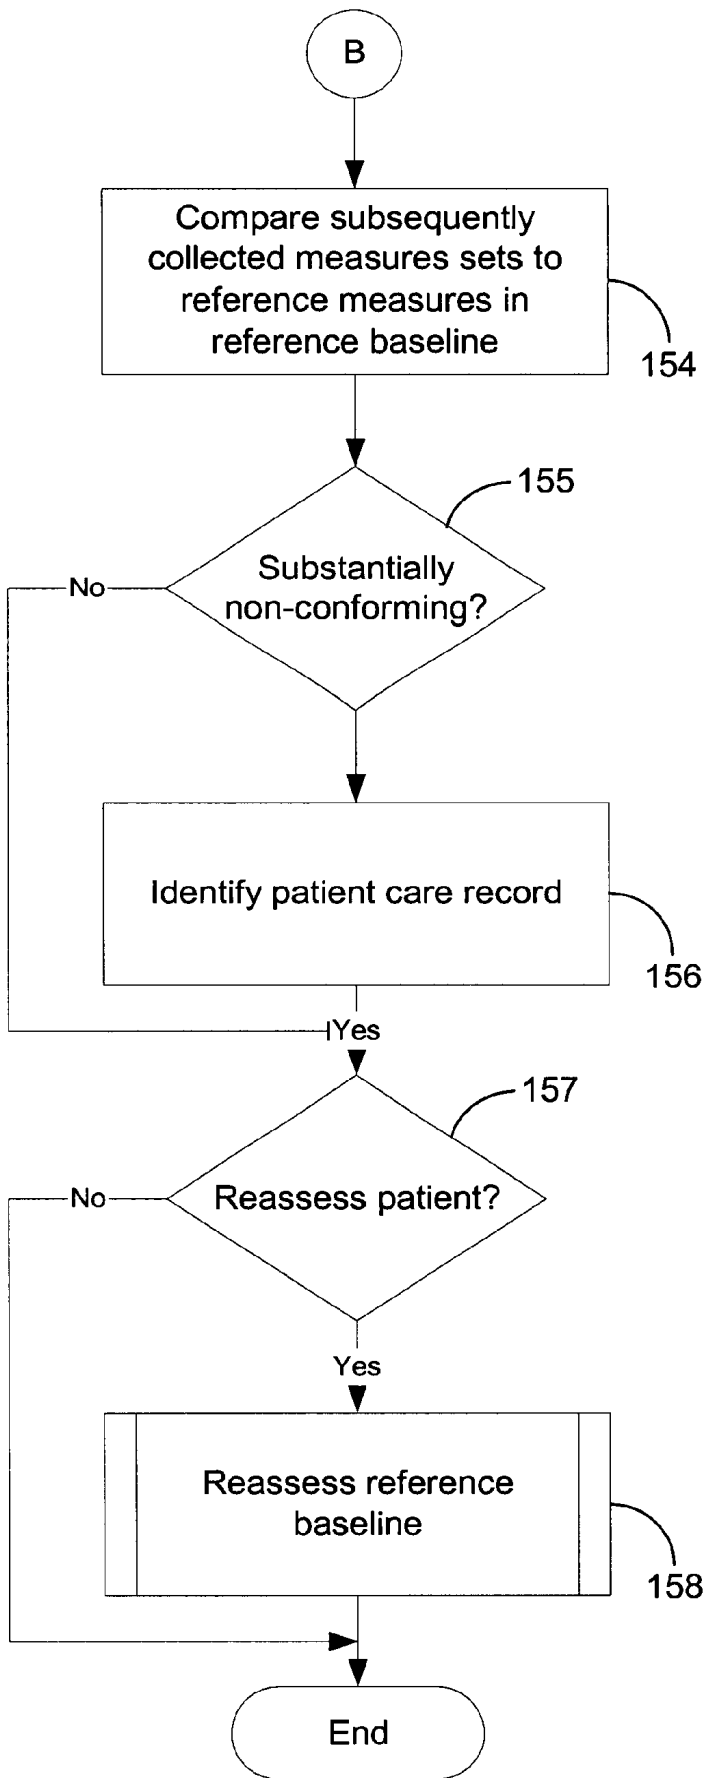 B
Compare subsequently
collected measures sets to
reference measures in
reference baseline
154
155
Substantially
non-conforming?
No
Identify patient care record
156
Yes
157
Reassess patient?
No
Yes
Reassess reference
baseline
158
End